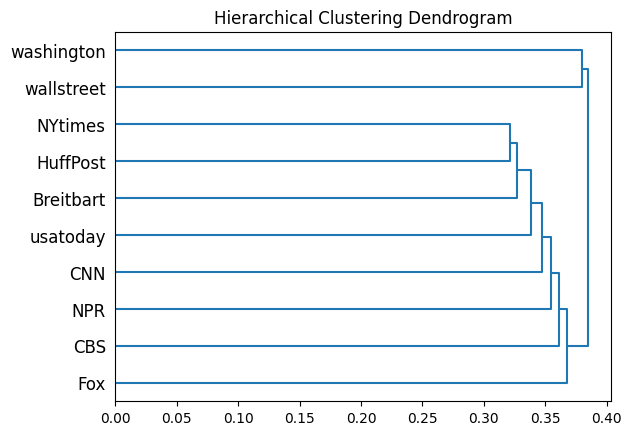 Hierarchical Clustering Dendrogram
washington
wallstreet
NYtimes
HuffPost
Breitbart
usatoday
CNN
NPR
CBS
Fox
0.00 0.05 0.10 0.15 0.20 0.25 0.30 0.35 0.40